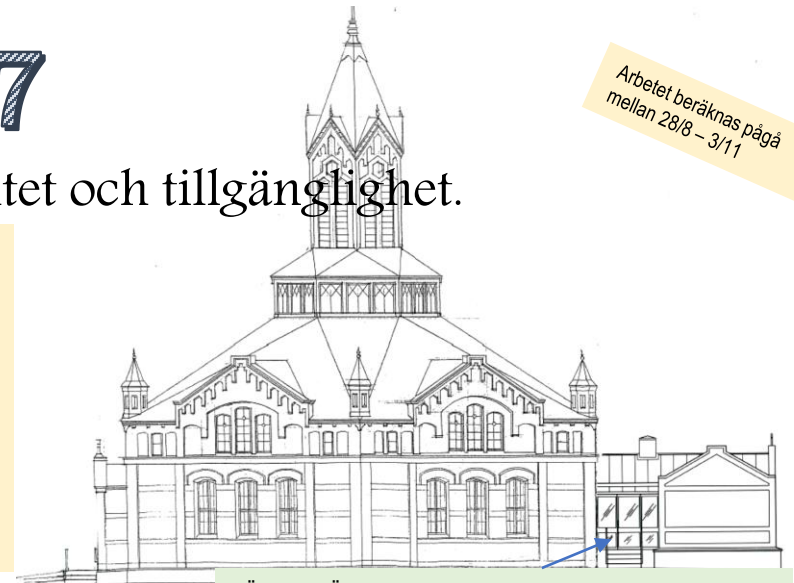 7
Arbetet beräknas pågå
mellan 28/8 – 3/11
tet och tillgänglighet.